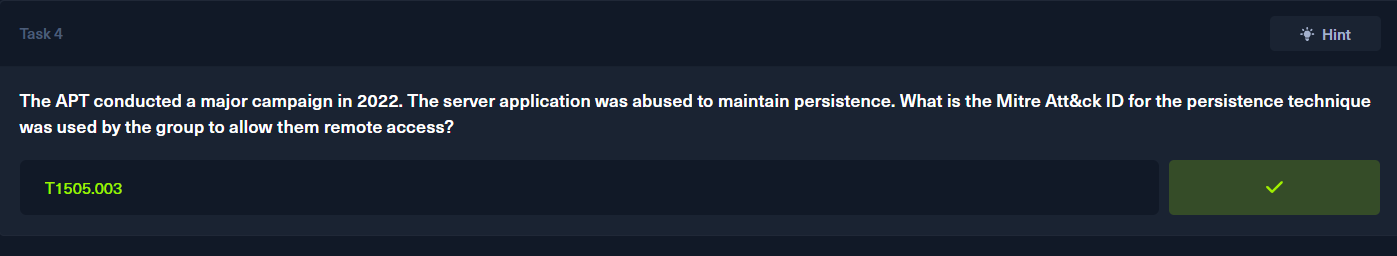 Task 4
Hint
The APT conducted a major campaign in 2022. The server application was abused to maintain persistence. What is the Mitre Att&ck ID for the persistence technique
was used by the group to allow them remote access?
T1505.003